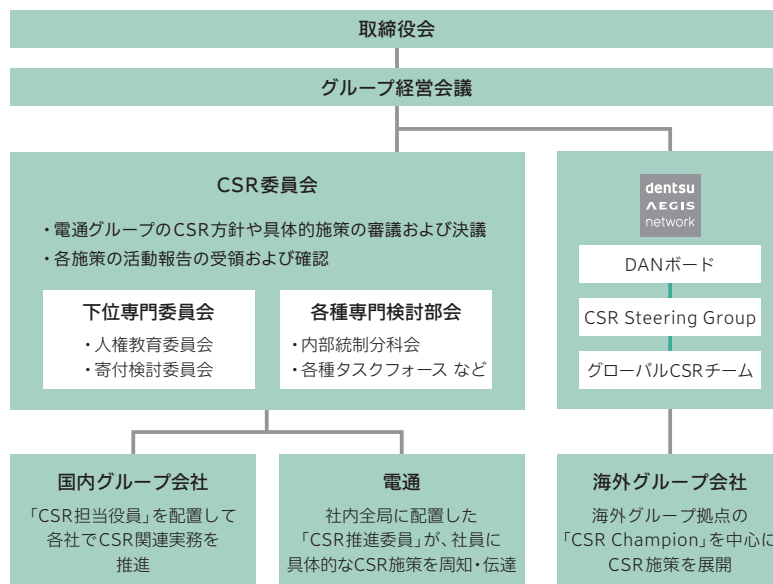 取締役会
グループ経営会議
CSR委員会
・電通グループのCSR方針や具体的施策の審議および決議
・各施策の活動報告の受領および確認
下位専門委員会
・人権教育委員会
・寄付検討委員会
各種専門検討部会
・内部統制分科会
・各種タスクフォース など
dentsu
AEGIS
network
DANボード
CSR Steering Group
グローバルCSRチーム
国内グループ会社
「CSR担当役員」を配置して
各社でCSR関連実務を
推進
電通
社内全局に配置した
「CSR推進委員」が、社員に
具体的なCSR施策を周知・伝達
海外グループ会社
海外グループ拠点の
「CSR Champion」を中心に
CSR施策を展開